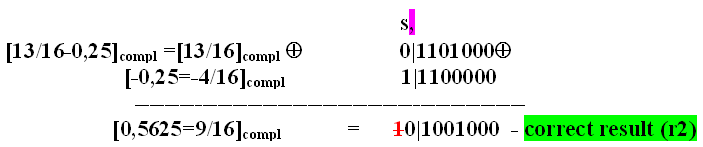 s,
[13/16-0,25]compl =[13/16]compl ⊕ 0|1101000⊕
[-0,25=-4/16]compl 1|1100000
[0,5625=9/16]compl = 10|1001000 - correct result (r2)